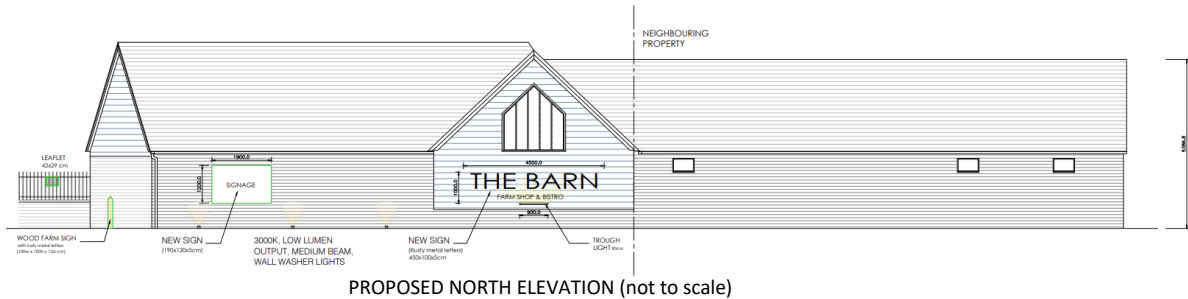 NEIGHBOURING
PROPERTY
LEAFLET
42x29 cm
1900.0
1200.0
SIGNAGE
4500.0
1000.0
THE BARN
FARM SHOP & BISTRO
900.0
WOOD FARM SIGN
with rusty metal letters
NEW SIGN
(190x120x5cm)
3000K, LOW LUMEN
OUTPUT, MEDIUM BEAM,
WALL WASHER LIGHTS
NEW SIGN
(Rusty metal letters)
450x100x5cm
TROUGH
LIGHT 90cm
PROPOSED NORTH ELEVATION (not to scale)